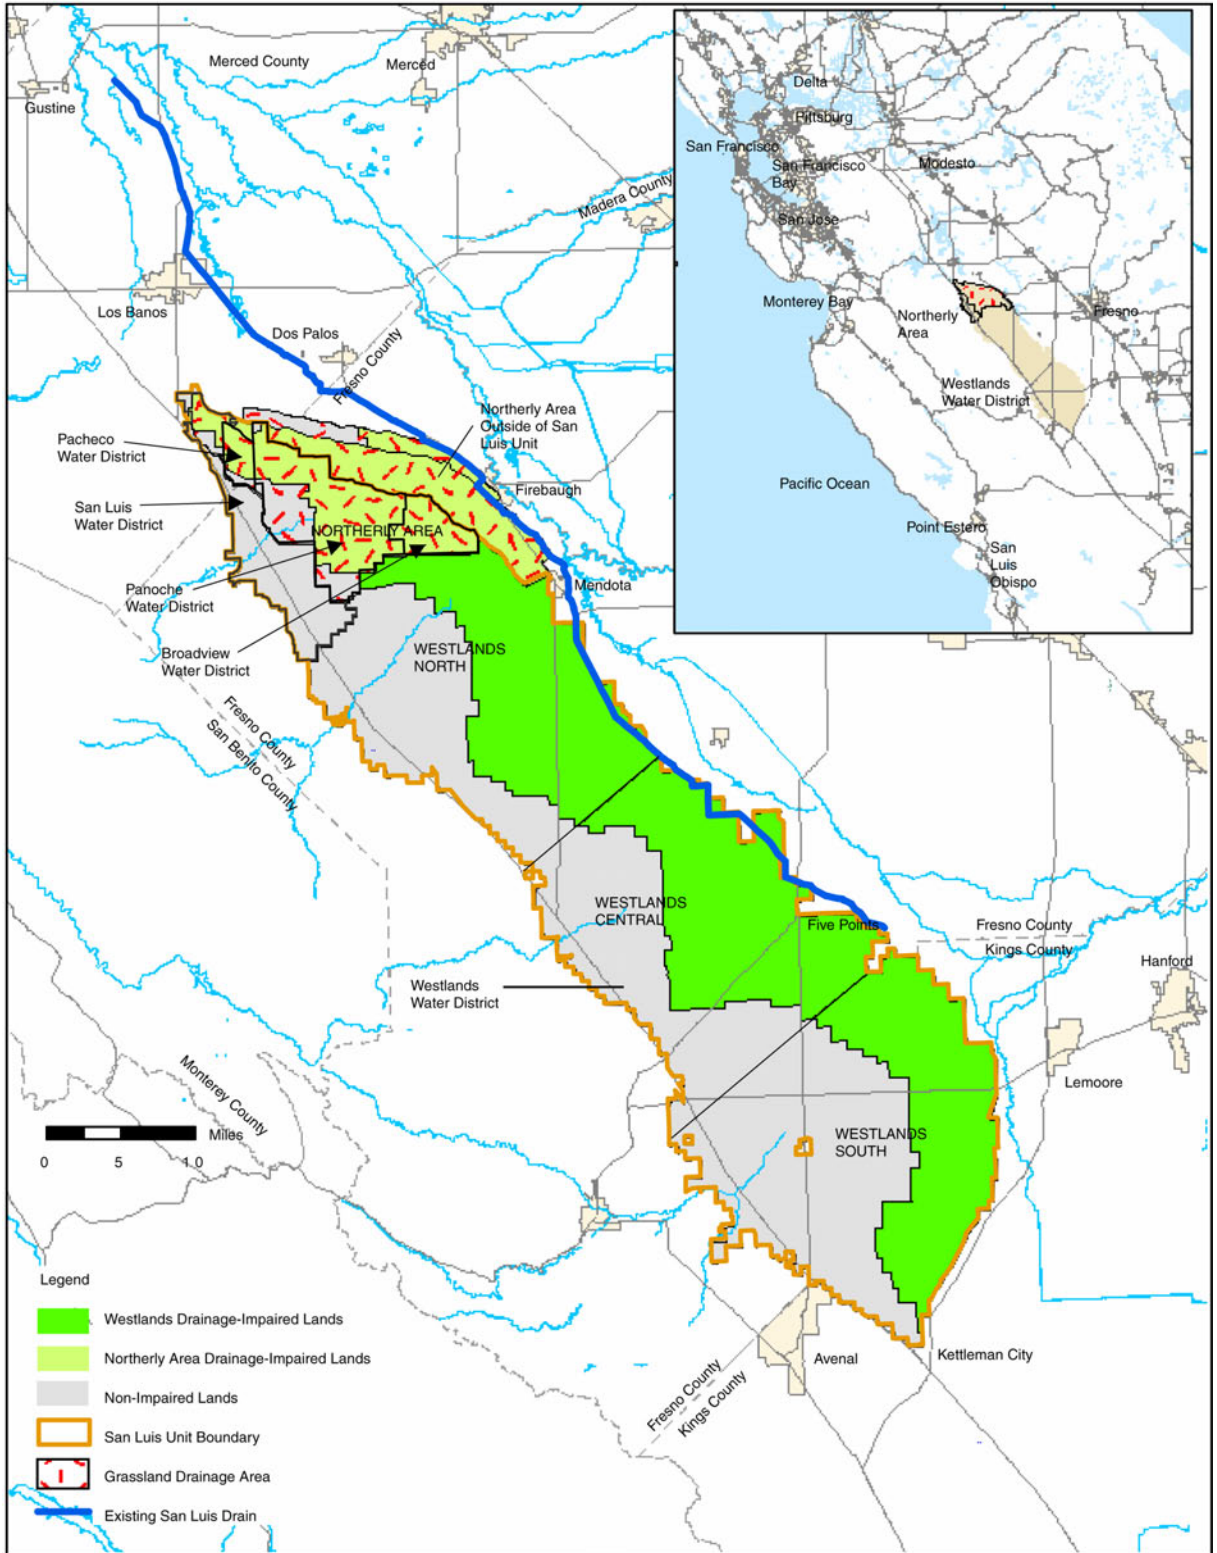 Merced County
Merced
Gustine
Madera County
Los Banos
Dos Palos
Fresno County
Northerly Area
Outside of San
Luis Unit
Pacheco
Water District
San Luis
Water District
Firebaugh
NORTHERLY AREA
Panoche
Water District
Mendota
Broadview
Water District
WESTLANDS
NORTH
Fresno County
San Benito County
WESTLANDS
CENTRAL
Five Points
Fresno County
Kings County
Hanford
Westlands
Water District
Lemoore
Monterey County
WESTLANDS
SOUTH
Miles
0 5 10
Avenal
Kettleman City
Fresno County
Kings County
Delta
Pittsburg
San Francisco
San Francisco
Bay
Modesto
San Jose
Monterey Bay
Northerly
Area
Fresno
Westlands
Water District
Pacific Ocean
Point Estero
San
Luis
Obispo
Legend
Westlands Drainage-Impaired Lands
Northerly Area Drainage-Impaired Lands
Non-Impaired Lands
San Luis Unit Boundary
Grassland Drainage Area
Existing San Luis Drain